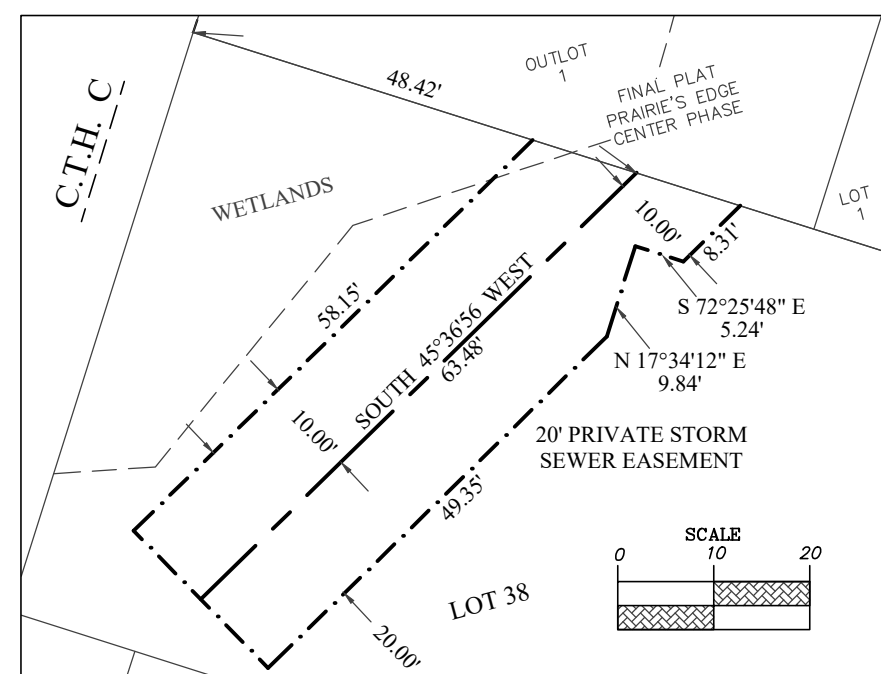 C.T.H. C
48.42'
OUTLOT
1
FINAL PLAT
PRAIRIE'S EDGE
CENTER PHASE
LOT
1
WETLANDS
10.00'
8.31'
S 72°25'48" E
5.24'
58.15'
SOUTH 45°36'56 WEST
63.48'
N 17°34'12" E
9.84'
10.00'
20' PRIVATE STORM
SEWER EASEMENT
49.35'
SCALE
0 10 20
LOT 38
20.00'